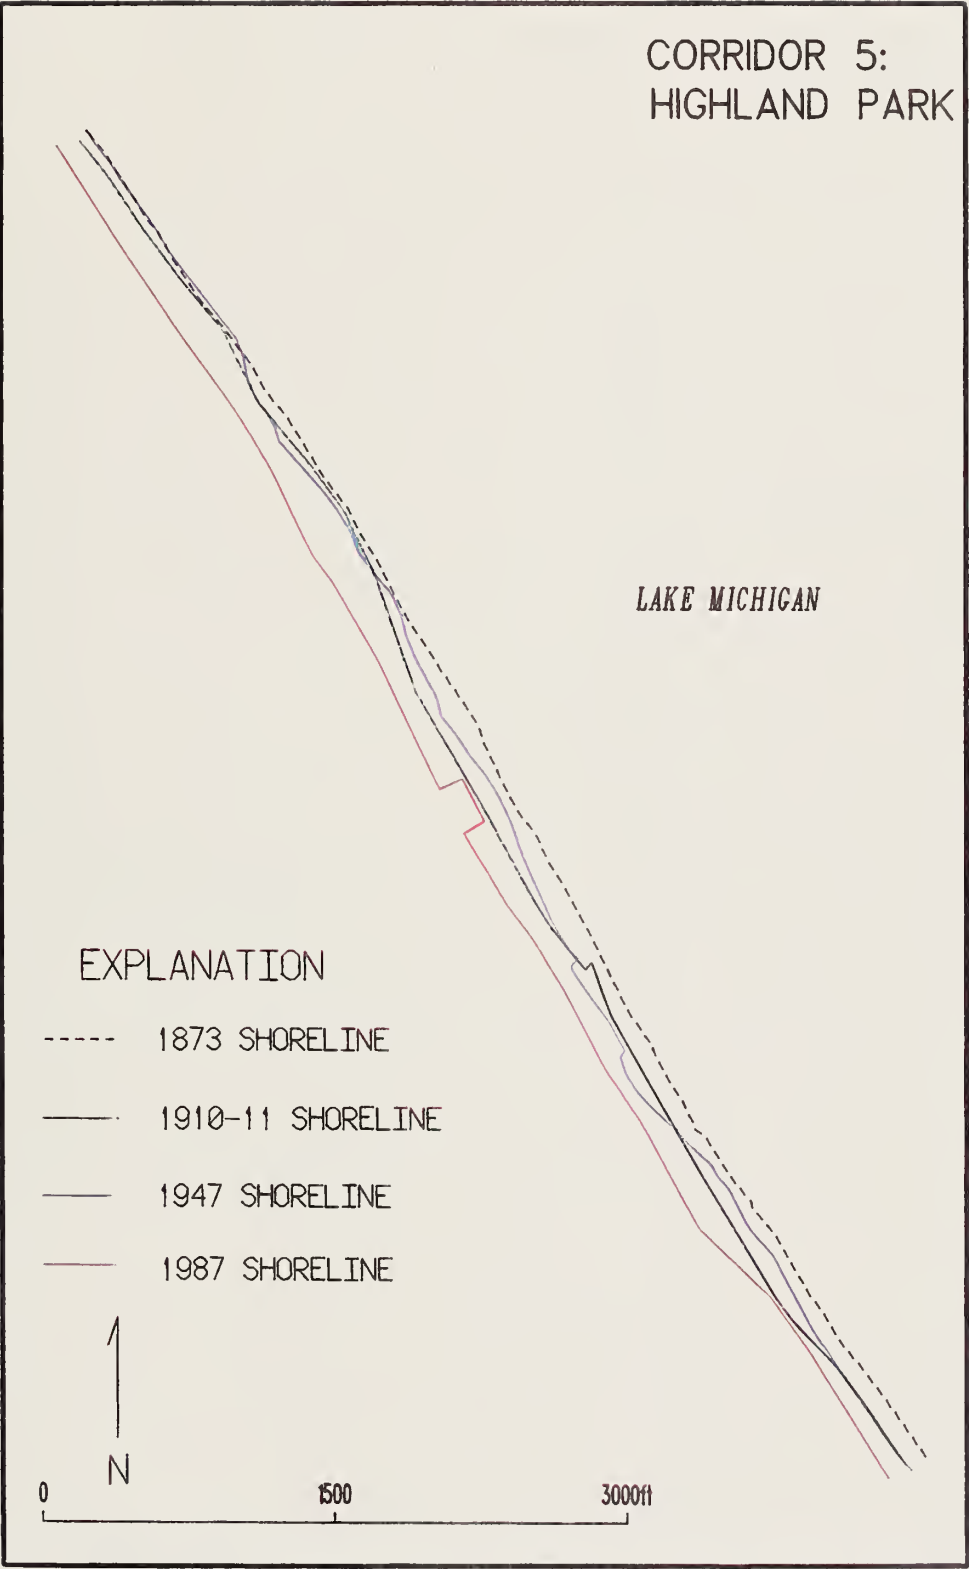 CORRIDOR 5:
HIGHLAND PARK
LAKE MICHIGAN
EXPLANATION
1873 SHORELINE
1910-11 SHORELINE
1947 SHORELINE
1987 SHORELINE
N
0 1500 3000ft